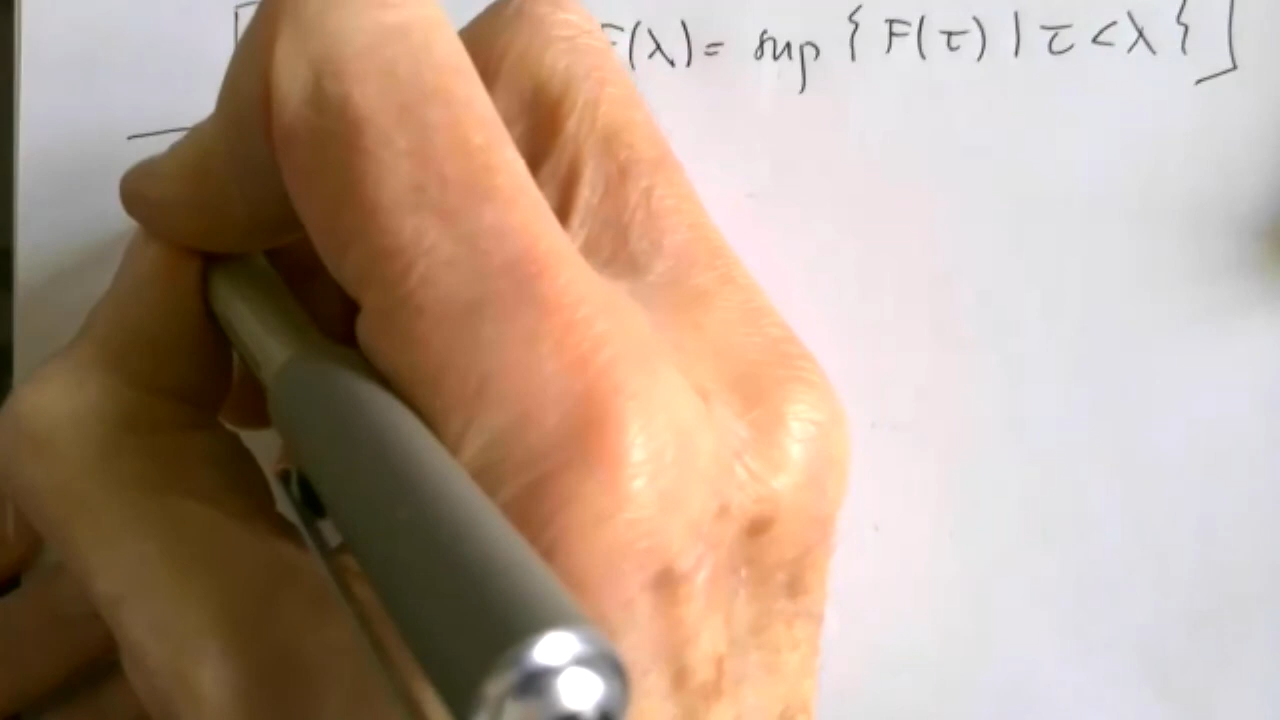 F(λ) = sup { F(τ) | τ < λ } ]